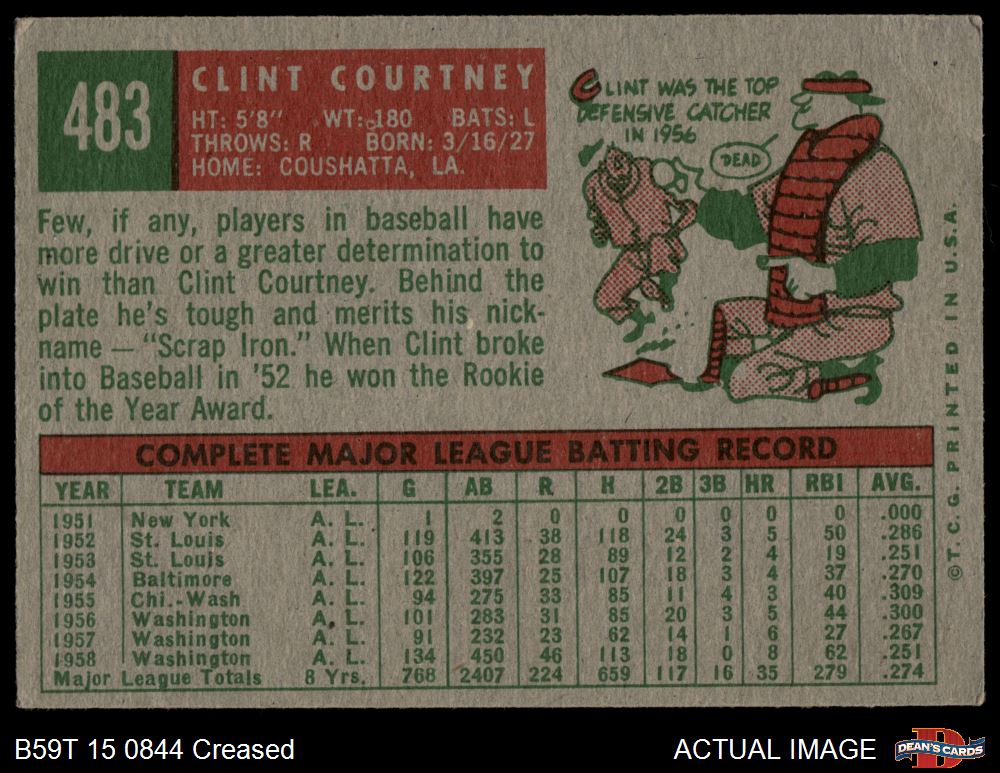 483
CLINT COURTNEY
HT: 5'8" WT: 180 BATS: L
THROWS: R BORN: 3/16/27
HOME: COUSHATTA, LA.
CLINT WAS THE TOP
DEFENSIVE CATCHER
IN 1956
DEAD
Few, if any, players in baseball have
more drive or a greater determination to
win than Clint Courtney. Behind the
plate he's tough and merits his nick-
name — "Scrap Iron." When Clint broke
into Baseball in '52 he won the Rookie
of the Year Award.
COMPLETE MAJOR LEAGUE BATTING RECORD
YEAR TEAM LEA. G AB R H 2B 3B HR RBI AVG.
1951 New York A. L. 1 2 0 0 0 0 0 0 .000
1952 St. Louis A. L. 119 413 38 118 24 3 5 50 .286
1953 St. Louis A. L. 106 355 28 89 12 2 4 19 .251
1954 Baltimore A. L. 122 397 25 107 18 3 4 37 .270
1955 Chi.-Wash A. L. 94 275 33 85 11 4 3 40 .309
1956 Washington A. L. 101 283 31 85 20 3 5 44 .300
1957 Washington A. L. 91 232 23 62 14 1 6 27 .267
1958 Washington A. L. 134 450 46 113 18 0 8 62 .251
Major League Totals 8 Yrs. 768 2407 224 659 117 16 35 279 .274
© T. C. G. PRINTED IN U.S.A.
B59T 15 0844 Creased
ACTUAL IMAGE
D
DEAN'S CARDS